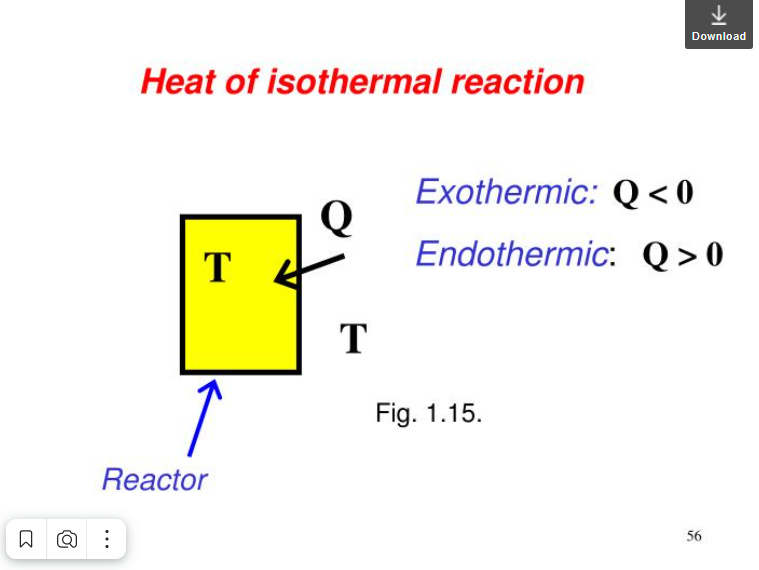 Download
Heat of isothermal reaction
Exothermic: Q < 0
Q
Endothermic: Q > 0
T
T
Fig. 1.15.
Reactor
56